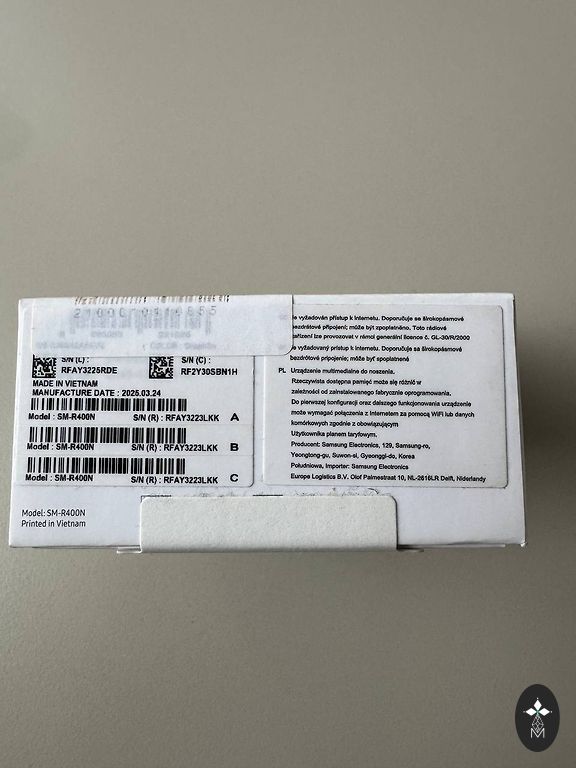 S/N (L) :
RFAY3225RDE
S/N (C) :
RF2Y30SBN1H
MADE IN VIETNAM
MANUFACTURE DATE : 2025.03.24
Model : SM-R400N S/N (R) : RFAY3223LKK A
Model : SM-R400N S/N (R) : RFAY3223LKK B
Model : SM-R400N S/N (R) : RFAY3223LKK C
Model: SM-R400N
Printed in Vietnam
je vyžadován přístup k internetu. Doporučuje se širokopásmové
bezdrátové připojení; může být zpoplatněno. Toto rádiové
zařízení lze provozovat v rámci generální licence č. GL-30/R/2000
je vyžadovaný prístup k internetu. Doporučuje se širokopásmové
bezdrátové pripojenie; môže byť spoplatnené
PL Urządzenie multimedialne do noszenia.
Rzeczywista dostępna pamięć może się różnić w
zależności od zainstalowanego fabrycznie oprogramowania.
Do pierwszej konfiguracji oraz dalszego funkcjonowania urządzenie
może wymagać połączenia z Internetem za pomocą WiFi lub danych
komórkowych zgodnie z obowiązującym
Użytkownika planem taryfowym.
Producent: Samsung Electronics, 129, Samsung-ro,
Yeongtong-gu, Suwon-si, Gyeonggi-do, Korea
Południowa, Importer: Samsung Electronics
Europe Logistics B.V. Olof Palmestraat 10, NL-2616LR Delft, Niderlandy
M